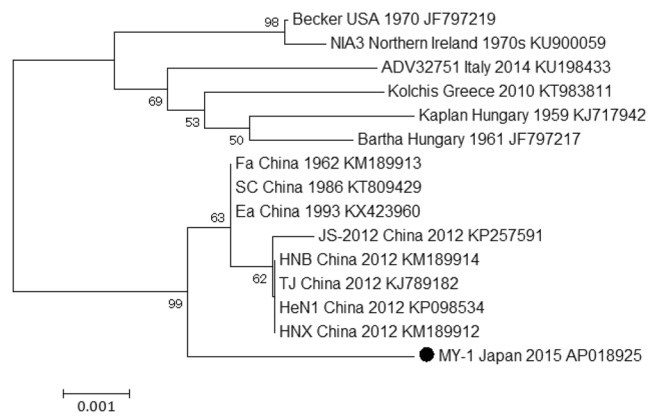 98
Becker USA 1970 JF797219
NIA3 Northern Ireland 1970s KU900059
ADV32751 Italy 2014 KU198433
69
Kolchis Greece 2010 KT983811
53
Kaplan Hungary 1959 KJ717942
50
Bartha Hungary 1961 JF797217
Fa China 1962 KM189913
SC China 1986 KT809429
63
Ea China 1993 KX423960
JS-2012 China 2012 KP257591
HNB China 2012 KM189914
62
TJ China 2012 KJ789182
99
HeN1 China 2012 KP098534
HNX China 2012 KM189912
MY-1 Japan 2015 AP018925
0.001